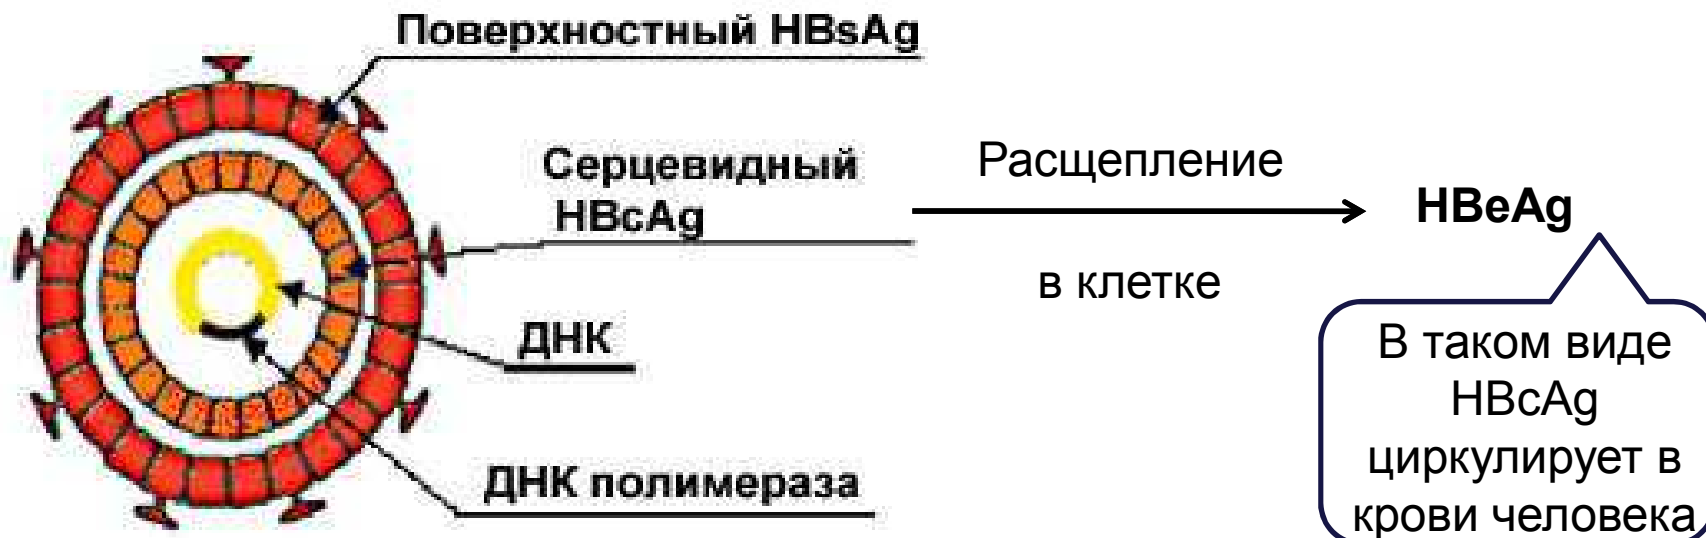 Поверхностный HBsAg
Серцевидный
HBcAg
ДНК
ДНК полимераза
Расщепление
в клетке
HBeAg
В таком виде
HBcAg
циркулирует в
крови человека